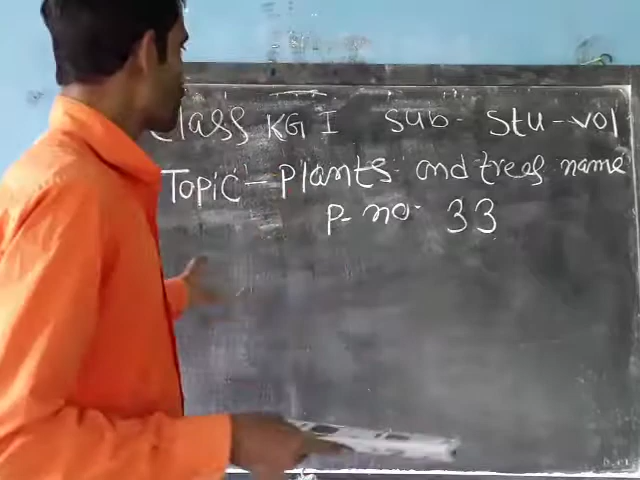 Class KG I Sub- Stu-vol
Topic - Plants and trees name
P- no. 33